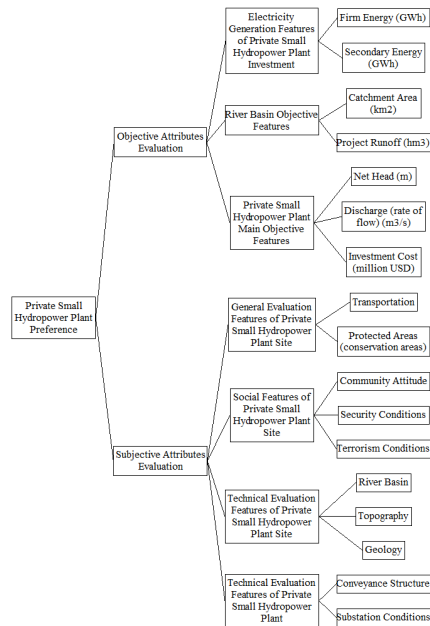 Private Small
Hydropower Plant
Preference
Objective Attributes
Evaluation
Electricity
Generation Features
of Private Small
Hydropower Plant
Investment
Firm Energy (GWh)
Secondary Energy
(GWh)
River Basin Objective
Features
Catchment Area
(km2)
Project Runoff (hm3)
Private Small
Hydropower Plant
Main Objective
Features
Net Head (m)
Discharge (rate of
flow) (m3/s)
Investment Cost
(million USD)
Subjective Attributes
Evaluation
General Evaluation
Features of Private
Small Hydropower
Plant Site
Transportation
Protected Areas
(conservation areas)
Social Features of
Private Small
Hydropower Plant
Site
Community Attitude
Security Conditions
Terrorism Conditions
Technical Evaluation
Features of Private
Small Hydropower
Plant Site
River Basin
Topography
Geology
Technical Evaluation
Features of Private
Small Hydropower
Plant
Conveyance Structure
Substation Conditions